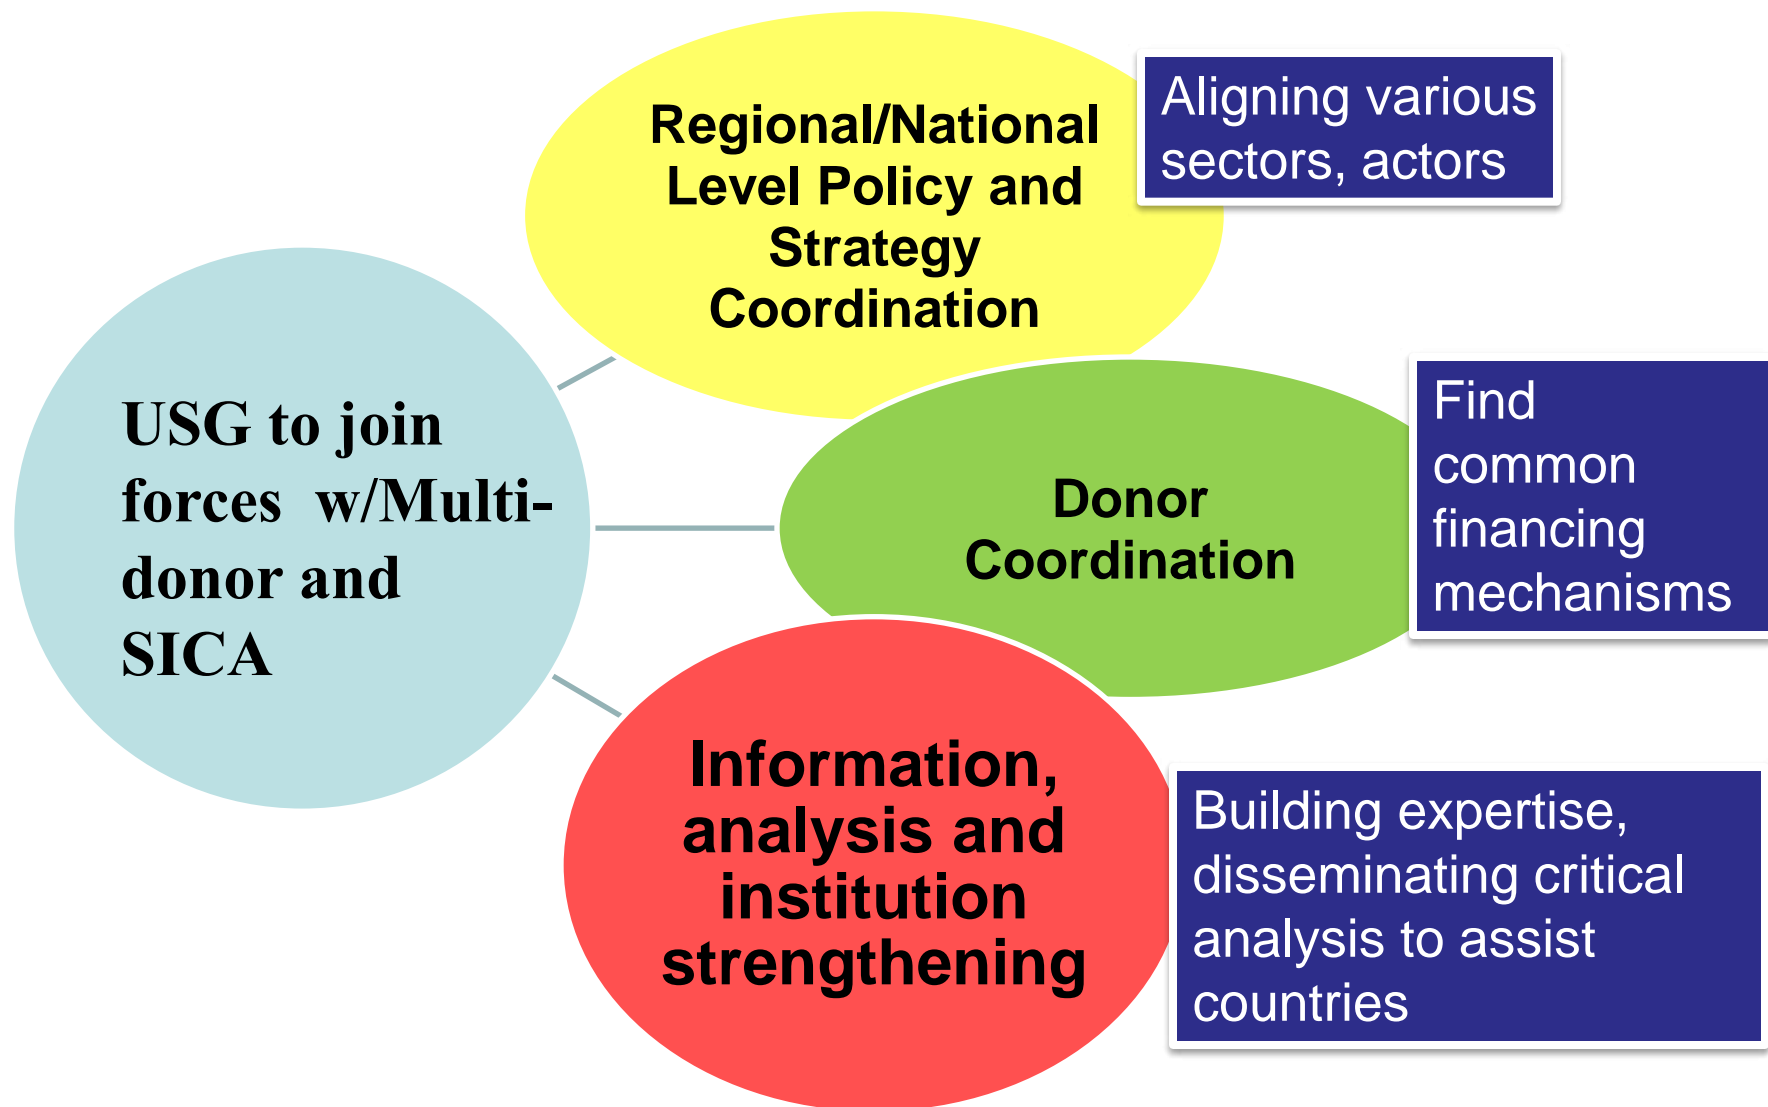 Regional/National
Level Policy and
Strategy
Coordination
Aligning various
sectors, actors
USG to join
forces  w/Multi-
donor and
SICA
Donor
Coordination
Find
common
financing
mechanisms
Information,
analysis and
institution
strengthening
Building expertise,
disseminating critical
analysis to assist
countries